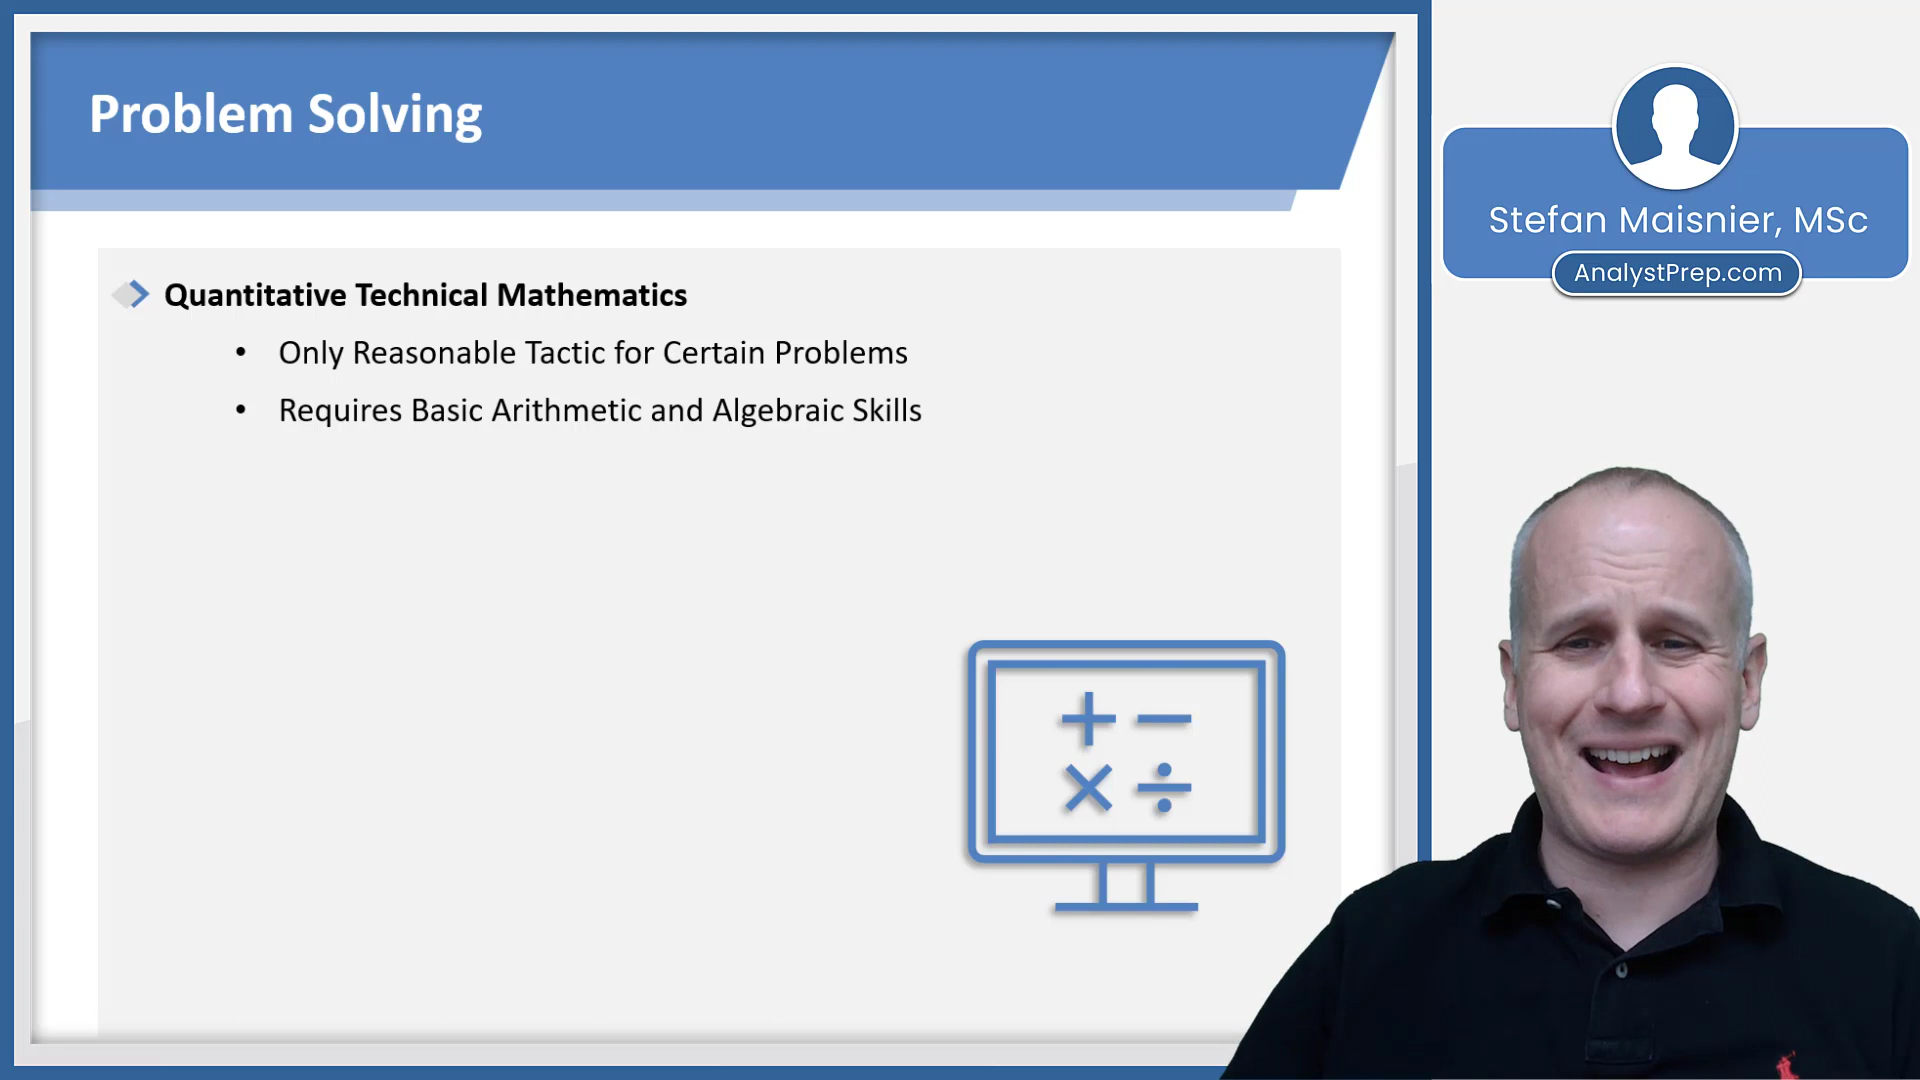 Problem Solving
Quantitative Technical Mathematics
• Only Reasonable Tactic for Certain Problems
• Requires Basic Arithmetic and Algebraic Skills
+ −
× ÷
Stefan Maisnier, MSc
AnalystPrep.com